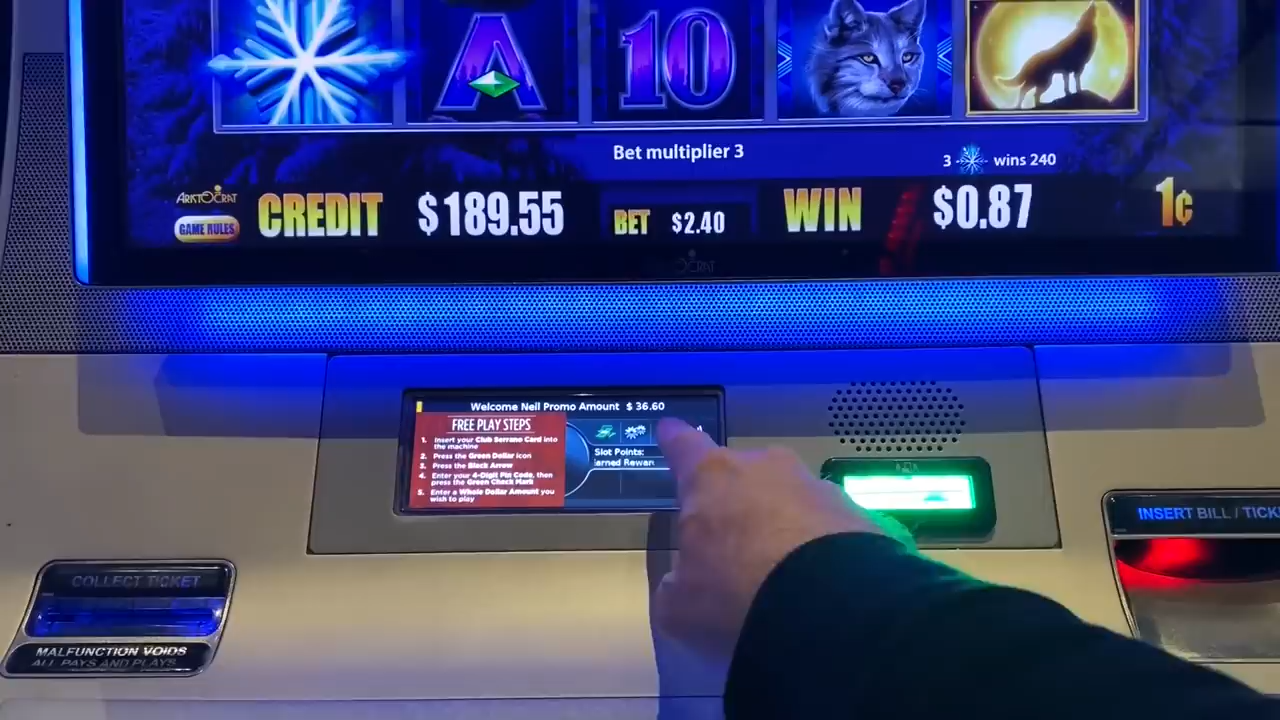 A
10
Bet multiplier 3
3 wins 240
ARISTOCRAT
GAME RULES
CREDIT $189.55
BET $2.40
WIN $0.87
1¢
Welcome Neil Promo Amount $ 36.60
FREE PLAY STEPS
1. Insert your Club Serrano Card into
the machine
2. Press the Green Dollar icon
3. Press the Black Arrow
4. Enter your 4-Digit Pin Code, then
press the Green Check Mark
5. Enter a Whole Dollar Amount you
wish to play
Slot Points:
arned Rewar
INSERT BILL / TICK
COLLECT TICKET
MALFUNCTION VOIDS
ALL PAYS AND PLAYS